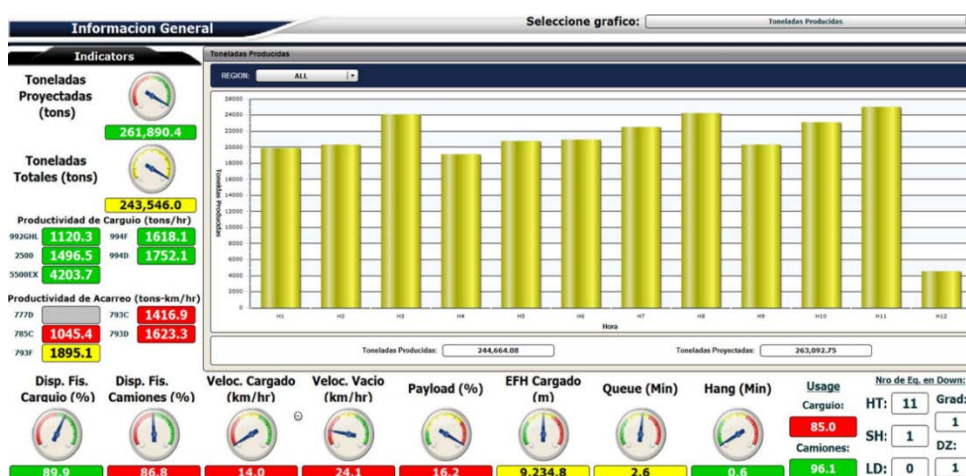 Informacion General
Seleccione grafico: Toneladas Producidas
Indicators
Toneladas Producidas
REGION: ALL
Toneladas
Proyectadas
(tons)
261,890.4
Toneladas
Totales (tons)
243,546.0
Productividad de Carguio (tons/hr)
992GHL 1120.3 994F 1618.1
2500 1496.5 994D 1752.1
5500EX 4203.7
Productividad de Acarreo (tons-km/hr)
777D 793C 1416.9
785C 1045.4 793D 1623.3
793F 1895.1
Toneladas Producidas
26000
24000
22000
20000
18000
16000
14000
12000
10000
8000
6000
4000
2000
0
H1 H2 H3 H4 H5 H6 H7 H8 H9 H10 H11 H12
Hora
Toneladas Producidas: 244,664.08 Toneladas Proyectadas: 263,092.75
Disp. Fis.
Carguio (%)
89.9
Disp. Fis.
Camiones (%)
86.8
Veloc. Cargado
(km/hr)
14.0
Veloc. Vacio
(km/hr)
24.1
Payload (%)
16.2
EFH Cargado
(m)
9,234.8
Queue (Min)
2.6
Hang (Min)
0.6
Usage
Carguio:
85.0
Camiones:
96.1
Nro de Eq. en Down:
HT: 11 Grad:
1
SH: 1 DZ:
LD: 0 1